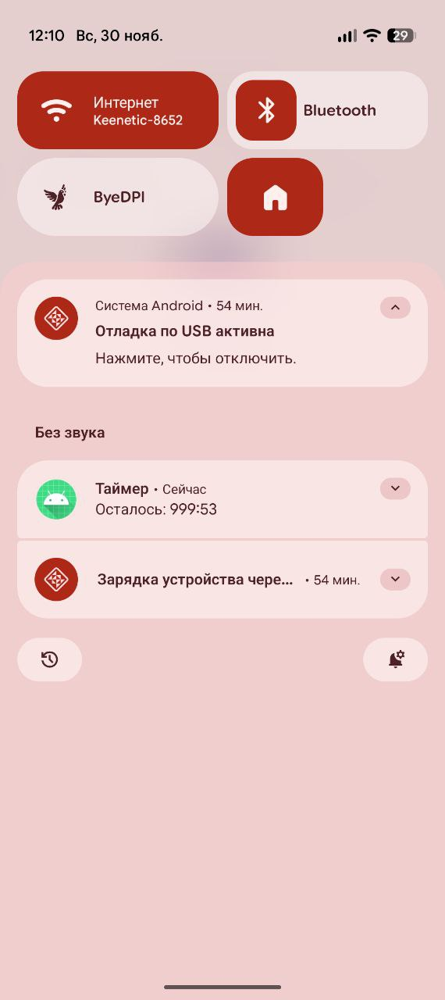 12:10 Вс, 30 нояб.
29
Интернет
Keenetic-8652
Bluetooth
ByeDPI
Система Android • 54 мин.
Отладка по USB активна
Нажмите, чтобы отключить.
Без звука
Таймер • Сейчас
Осталось: 999:53
Зарядка устройства чере... • 54 мин.